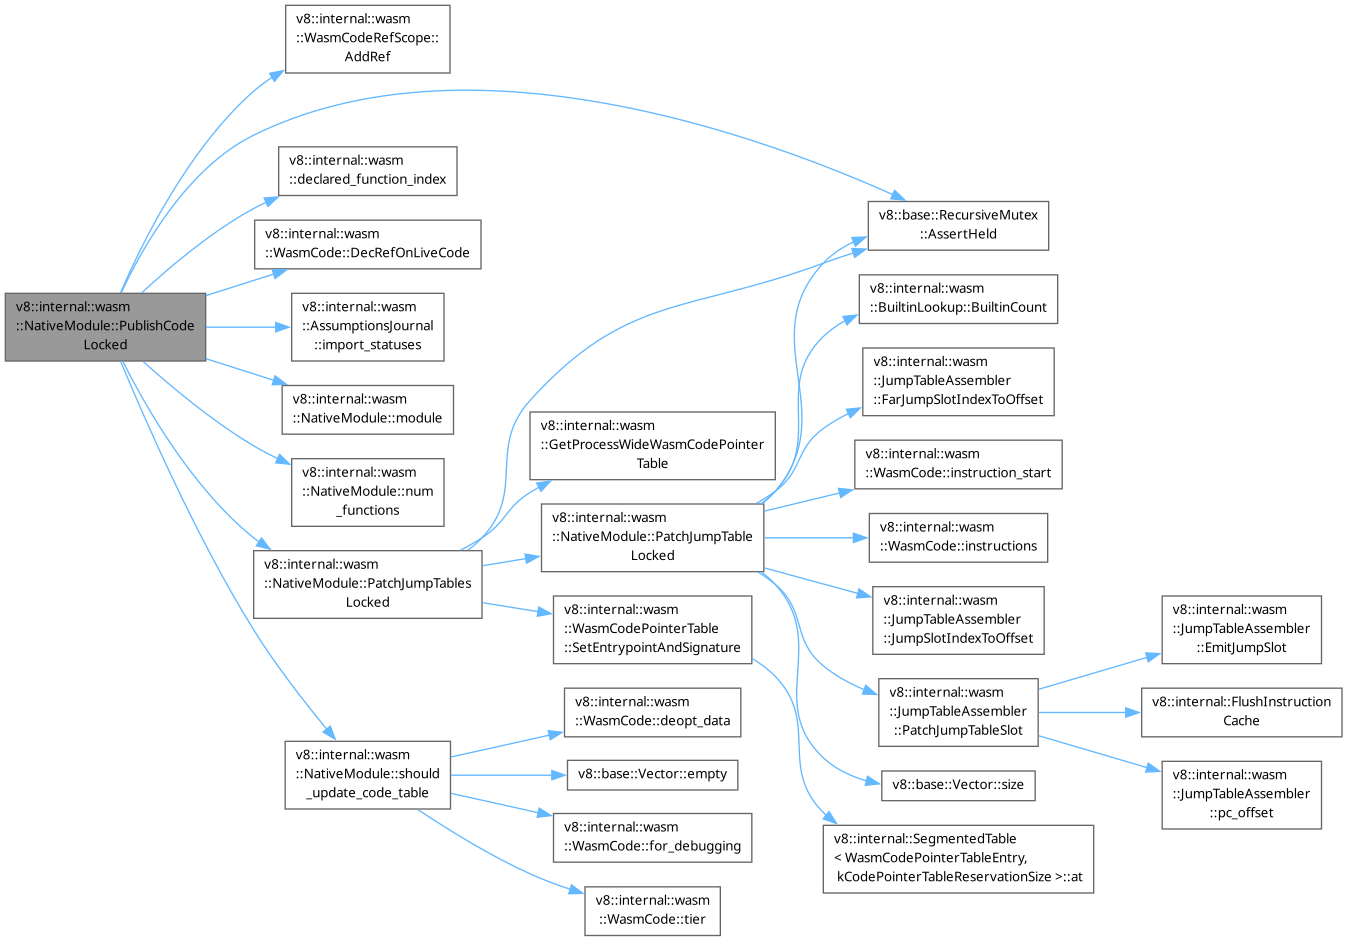 v8::internal::wasm
::WasmCodeRefScope::
AddRef
v8::internal::wasm
::declared_function_index
v8::internal::wasm
::WasmCode::DecRefOnLiveCode
v8::internal::wasm
::NativeModule::PublishCode
Locked
v8::internal::wasm
::AssumptionsJournal
::import_statuses
v8::internal::wasm
::NativeModule::module
v8::internal::wasm
::NativeModule::num
_functions
v8::internal::wasm
::NativeModule::PatchJumpTables
Locked
v8::internal::wasm
::NativeModule::should
_update_code_table
v8::internal::wasm
::GetProcessWideWasmCodePointer
Table
v8::internal::wasm
::NativeModule::PatchJumpTable
Locked
v8::internal::wasm
::WasmCodePointerTable
::SetEntrypointAndSignature
v8::internal::wasm
::WasmCode::deopt_data
v8::base::Vector::empty
v8::internal::wasm
::WasmCode::for_debugging
v8::internal::wasm
::WasmCode::tier
v8::base::RecursiveMutex
::AssertHeld
v8::internal::wasm
::BuiltinLookup::BuiltinCount
v8::internal::wasm
::JumpTableAssembler
::FarJumpSlotIndexToOffset
v8::internal::wasm
::WasmCode::instruction_start
v8::internal::wasm
::WasmCode::instructions
v8::internal::wasm
::JumpTableAssembler
::JumpSlotIndexToOffset
v8::internal::wasm
::JumpTableAssembler
::PatchJumpTableSlot
v8::base::Vector::size
v8::internal::SegmentedTable
< WasmCodePointerTableEntry,
kCodePointerTableReservationSize >::at
v8::internal::wasm
::JumpTableAssembler
::EmitJumpSlot
v8::internal::FlushInstruction
Cache
v8::internal::wasm
::JumpTableAssembler
::pc_offset